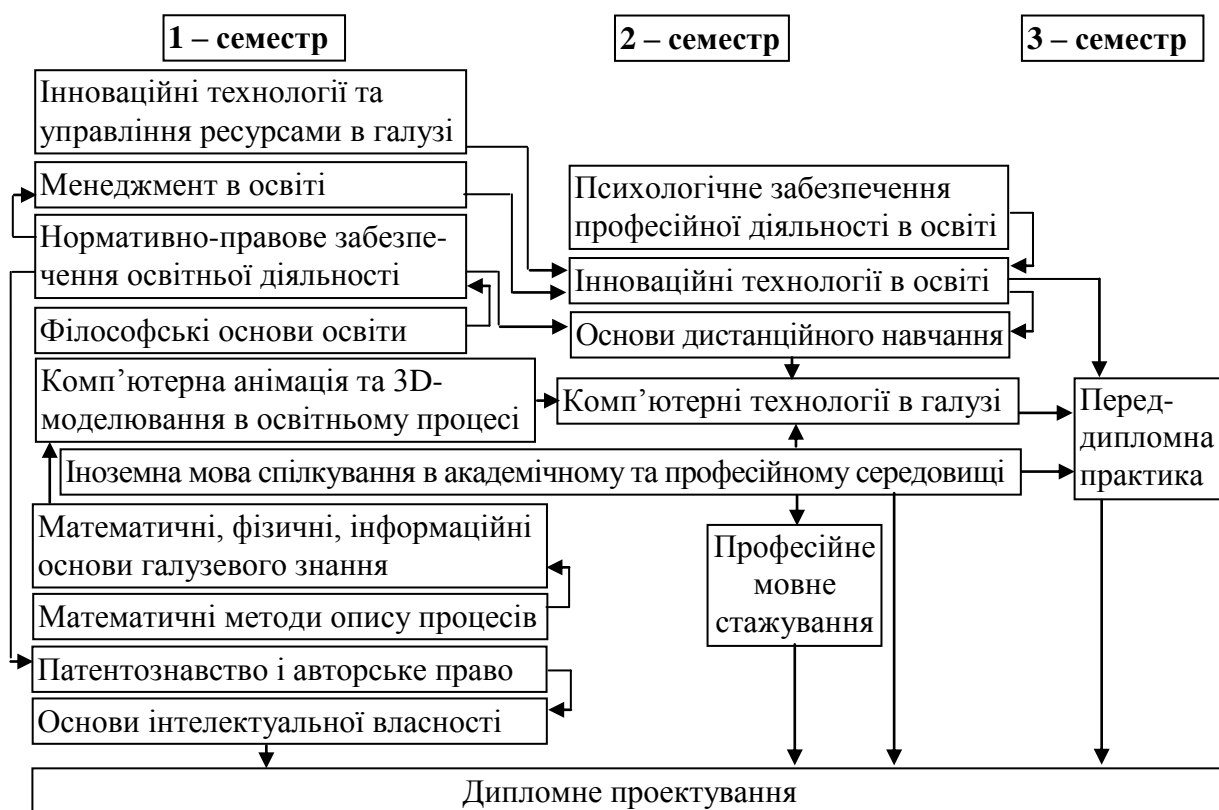 1 – семестр
2 – семестр
3 – семестр
Інноваційні технології та
управління ресурсами в галузі
Менеджмент в освіті
Нормативно-правове забезпе-
чення освітньої діяльності
Філософські основи освіти
Комп’ютерна анімація та 3D-
моделювання в освітньому процесі
Психологічне забезпечення
професійної діяльності в освіті
Інноваційні технології в освіті
Основи дистанційного навчання
Комп’ютерні технології в галузі
Перед-
дипломна
практика
Іноземна мова спілкування в академічному та професійному середовищі
Математичні, фізичні, інформаційні
основи галузевого знання
Математичні методи опису процесів
Патентознавство і авторське право
Основи інтелектуальної власності
Професійне
мовне
стажування
Дипломне проектування